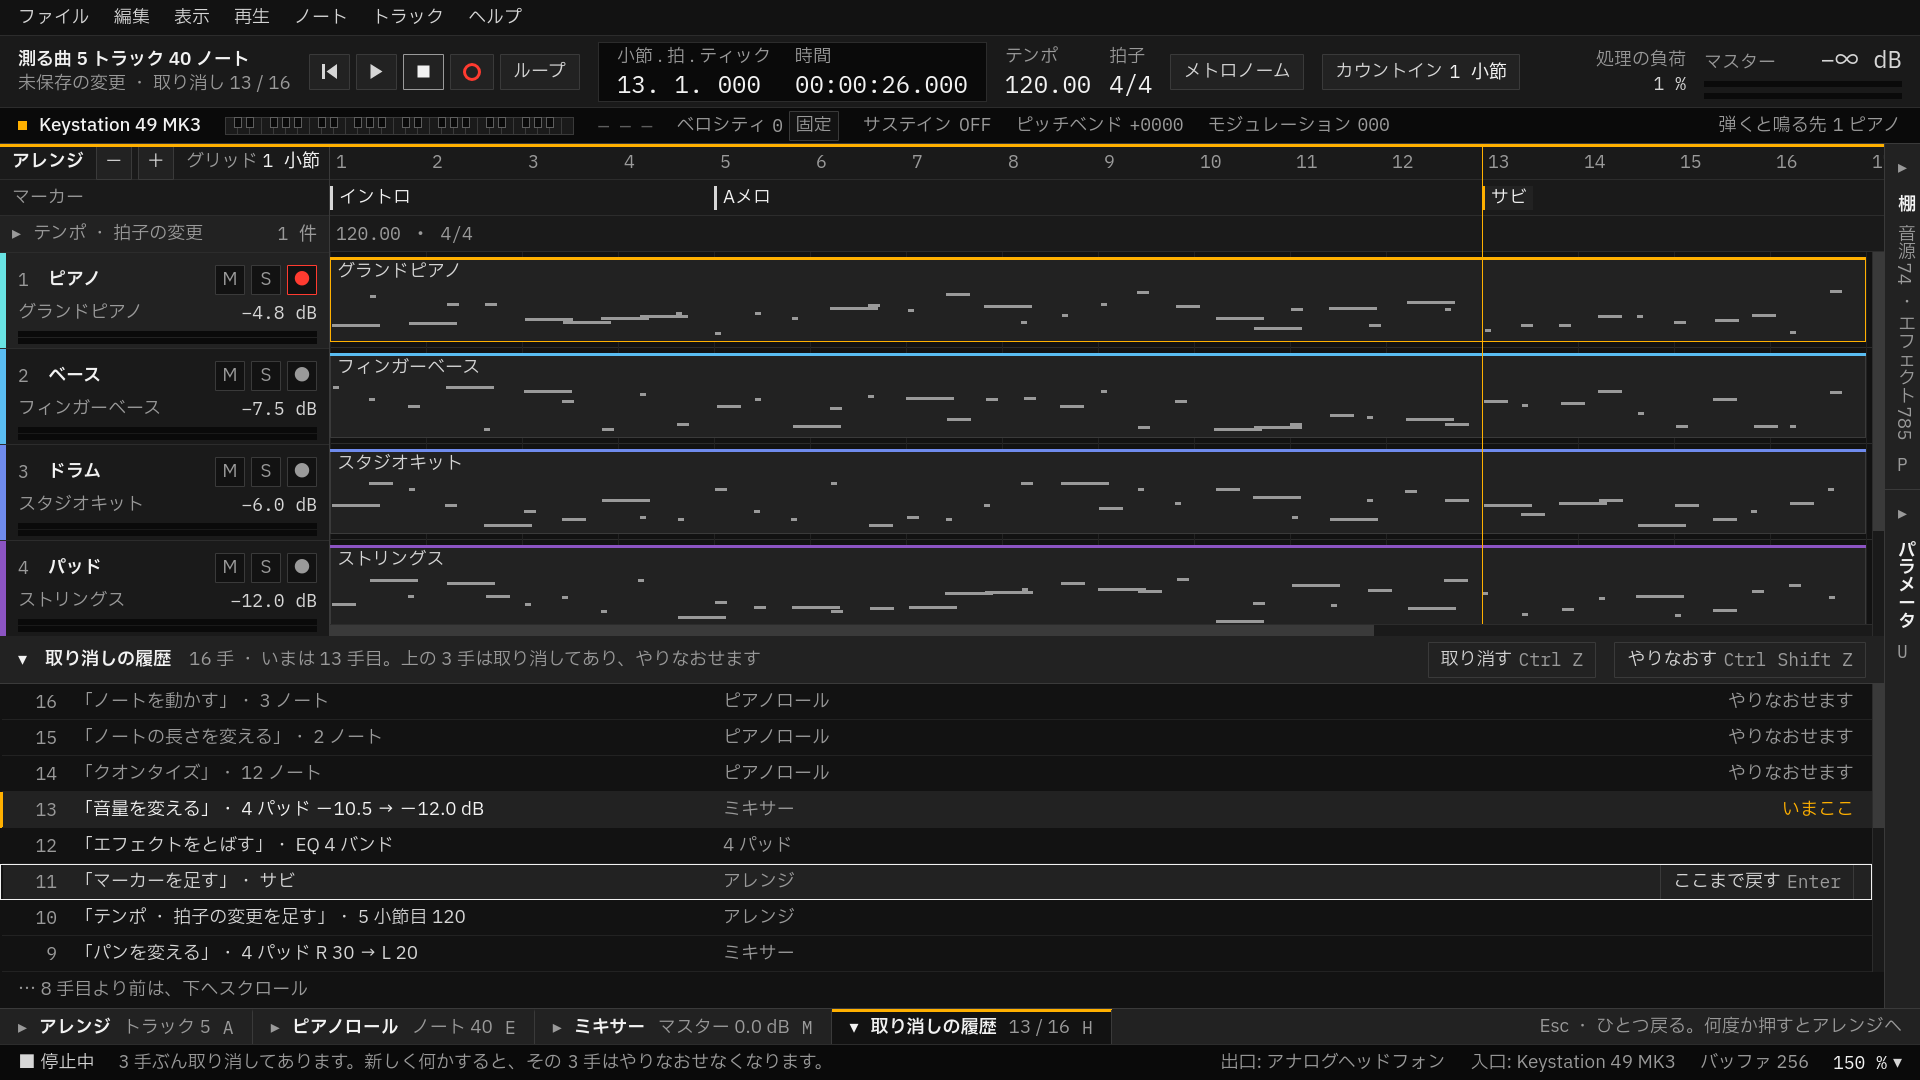 ファイル 編集 表示 再生 ノート トラック ヘルプ
測る曲 5 トラック 40 ノート
未保存の変更 · 取り消し 13 / 16
ループ
小節 . 拍 . ティック 時間
13. 1. 000 00:00:26.000
テンポ 拍子
120.00 4/4
メトロノーム
カウントイン 1 小節
処理の負荷
1 %
マスター −∞ dB
Keystation 49 MK3
— — — ベロシティ 0 固定 サステイン OFF ピッチベンド +0000 モジュレーション 000
弾くと鳴る先 1 ピアノ
アレンジ − + グリッド 1 小節
1 2 3 4 5 6 7 8 9 10 11 12 13 14 15 16 1
マーカー イントロ Aメロ サビ
▸ テンポ · 拍子の変更 1 件 120.00 · 4/4
1 ピアノ M S
グランドピアノ −4.8 dB
グランドピアノ
2 ベース M S
フィンガーベース −7.5 dB
フィンガーベース
3 ドラム M S
スタジオキット −6.0 dB
スタジオキット
4 パッド M S
ストリングス −12.0 dB
ストリングス
▸ 棚 音源 74 · エフェクト 785 P
▸ パラメータ U
▾ 取り消しの履歴 16 手 · いまは 13 手目。上の 3 手は取り消してあり、やりなおせます
取り消す Ctrl Z やりなおす Ctrl Shift Z
16 「ノートを動かす」 · 3 ノート ピアノロール やりなおせます
15 「ノートの長さを変える」 · 2 ノート ピアノロール やりなおせます
14 「クオンタイズ」 · 12 ノート ピアノロール やりなおせます
13 「音量を変える」 · 4 パッド −10.5 → −12.0 dB ミキサー いまここ
12 「エフェクトをとばす」 · EQ 4 バンド 4 パッド
11 「マーカーを足す」 · サビ アレンジ ここまで戻す Enter
10 「テンポ · 拍子の変更を足す」 · 5 小節目 120 アレンジ
9 「パンを変える」 · 4 パッド R 30 → L 20 ミキサー
… 8 手目より前は、下へスクロール
▸ アレンジ トラック 5 A ▸ ピアノロール ノート 40 E ▸ ミキサー マスター 0.0 dB M ▾ 取り消しの履歴 13 / 16 H
Esc · ひとつ戻る。何度か押すとアレンジへ
■ 停止中 3 手ぶん取り消してあります。新しく何かすると、その 3 手はやりなおせなくなります。
出口: アナログヘッドフォン 入口: Keystation 49 MK3 バッファ 256 150 % ▾